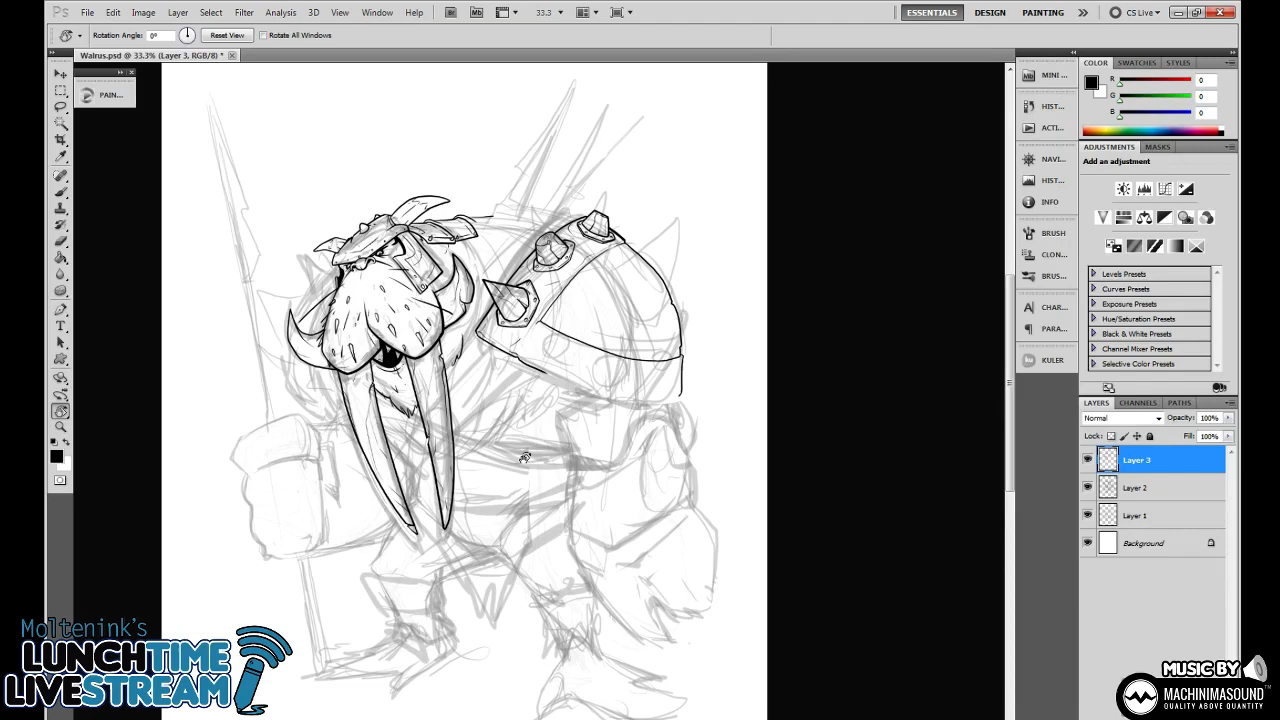 Ps File Edit Image Layer Select Filter Analysis 3D View Window Help Br Mb 33.3 ESSENTIALS DESIGN PAINTING CS Live
Rotation Angle: 0° Reset View Rotate All Windows
Walrus.psd @ 33.3% (Layer 3, RGB/8) *
PAIN...
MINI ...
HIST...
ACTI...
NAVI...
HIST...
INFO
BRUSH
CLON...
BRUS...
CHAR...
PARA...
KULER
COLOR SWATCHES STYLES
R 0
G 0
B 0
ADJUSTMENTS MASKS
Add an adjustment
Levels Presets
Curves Presets
Exposure Presets
Hue/Saturation Presets
Black & White Presets
Channel Mixer Presets
Selective Color Presets
LAYERS CHANNELS PATHS
Normal Opacity: 100%
Lock: Fill: 100%
Layer 3
Layer 2
Layer 1
Background
Moltenink's
LUNCHTIME
LIVESTREAM
MUSIC BY
MACHINIMASOUND™
QUALITY ABOVE QUANTITY